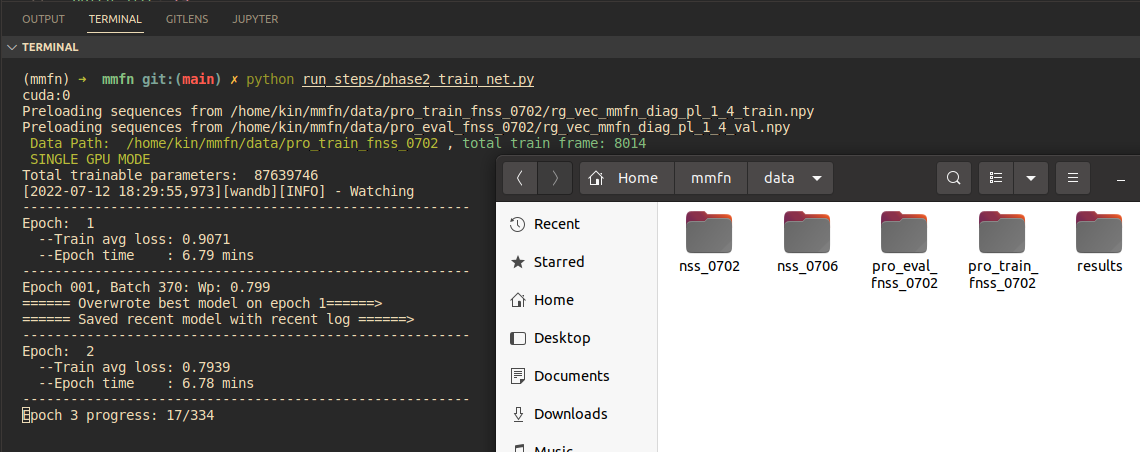 OUTPUT TERMINAL GITLENS JUPYTER
TERMINAL
(mmfn) → mmfn git:(main) ✗ python run_steps/phase2_train_net.py
cuda:0
Preloading sequences from /home/kin/mmfn/data/pro_train_fnss_0702/rg_vec_mmfn_diag_pl_1_4_train.npy
Preloading sequences from /home/kin/mmfn/data/pro_eval_fnss_0702/rg_vec_mmfn_diag_pl_1_4_val.npy
Data Path:  /home/kin/mmfn/data/pro_train_fnss_0702 , total train frame: 8014
SINGLE GPU MODE
Total trainable parameters:  87639746
[2022-07-12 18:29:55,973][wandb][INFO] - Watching
--------------------------------------------------------
Epoch:  1
--Train avg loss: 0.9071
--Epoch time    : 6.79 mins
--------------------------------------------------------
Epoch 001, Batch 370: Wp: 0.799
====== Overwrote best model on epoch 1======>
====== Saved recent model with recent log ======>
--------------------------------------------------------
Epoch:  2
--Train avg loss: 0.7939
--Epoch time    : 6.78 mins
--------------------------------------------------------
Epoch 3 progress: 17/334
Home mmfn data
Recent
Starred
Home
Desktop
Documents
Downloads
Music
nss_0702
nss_0706
pro_eval_
fnss_0702
pro_train_
fnss_0702
results